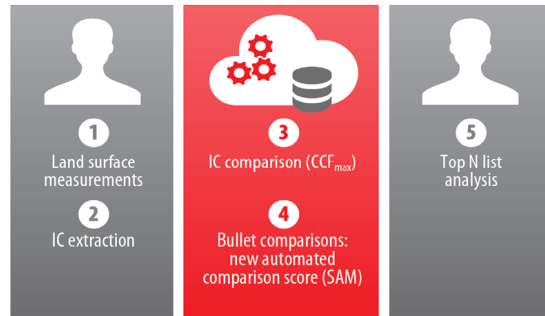 1
Land surface
measurements
2
IC extraction
3
IC comparison (CCFmax)
4
Bullet comparisons:
new automated
comparison score (SAM)
5
Top N list
analysis